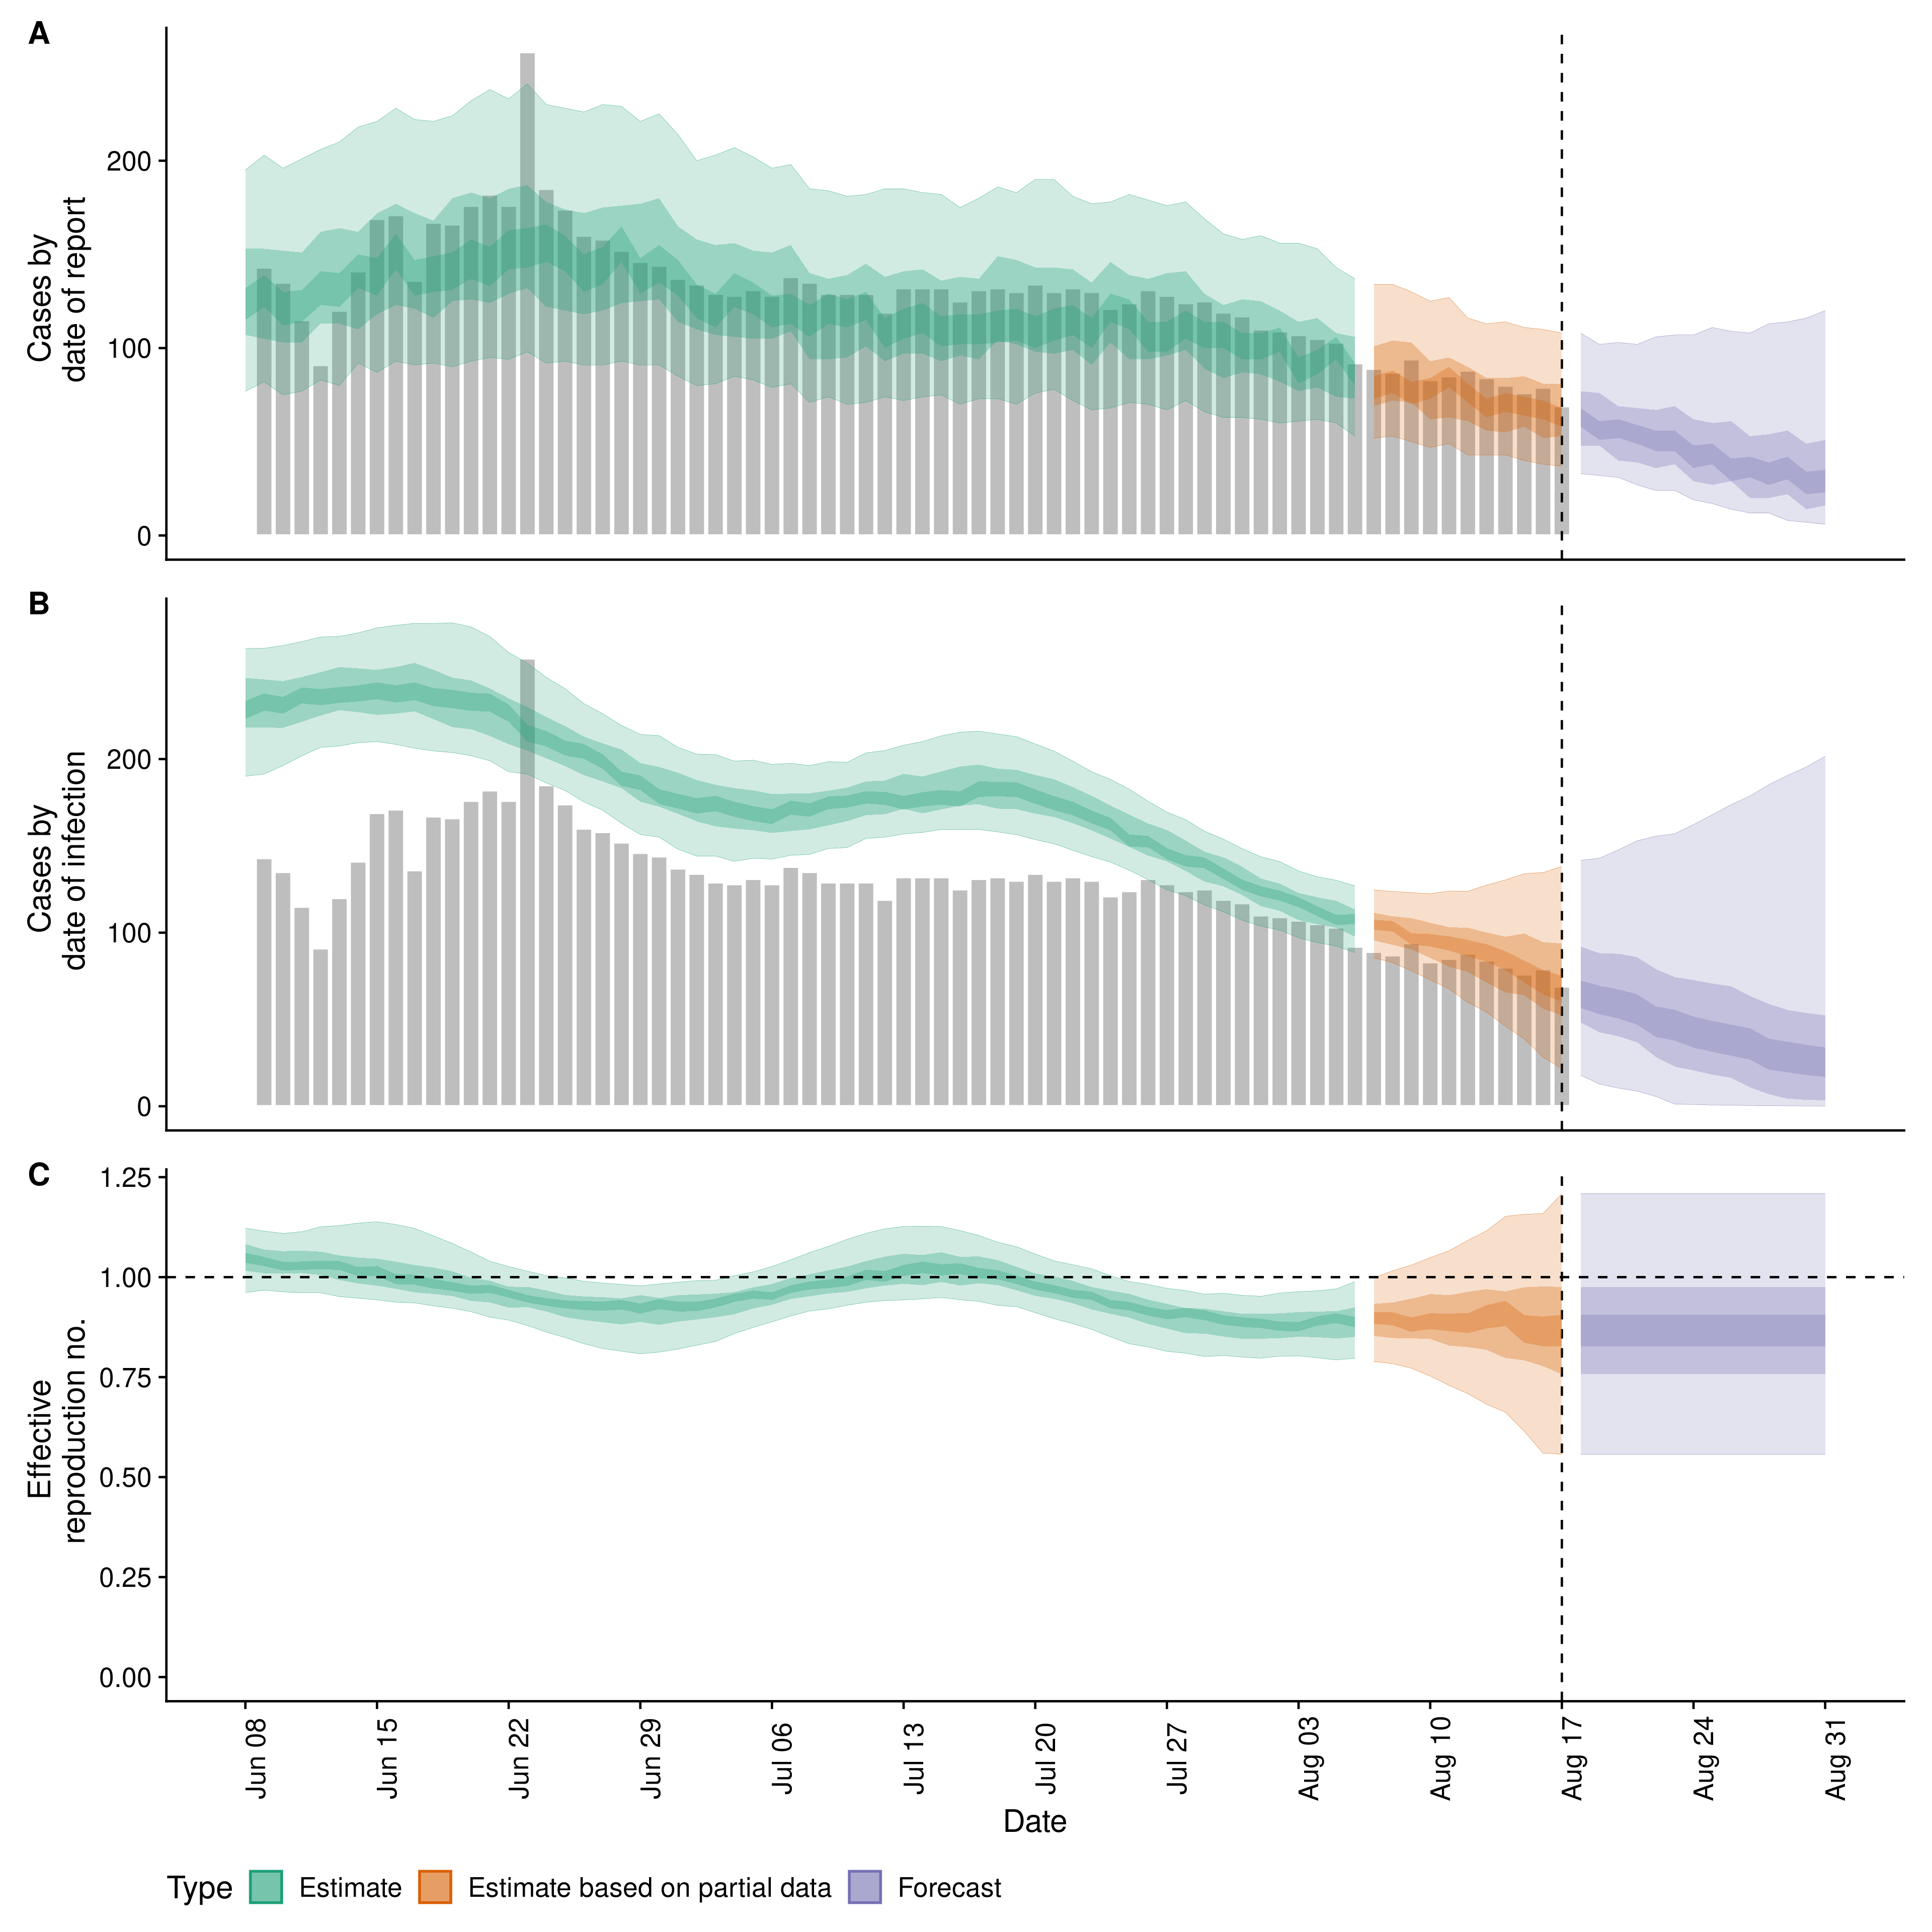 A
Cases by
date of report
200
100
0
B
Cases by
date of infection
200
100
0
C
Effective
reproduction no.
1.25
1.00
0.75
0.50
0.25
0.00
Jun 08
Jun 15
Jun 22
Jun 29
Jul 06
Jul 13
Jul 20
Jul 27
Aug 03
Aug 10
Aug 17
Aug 24
Aug 31
Date
Type
Estimate
Estimate based on partial data
Forecast